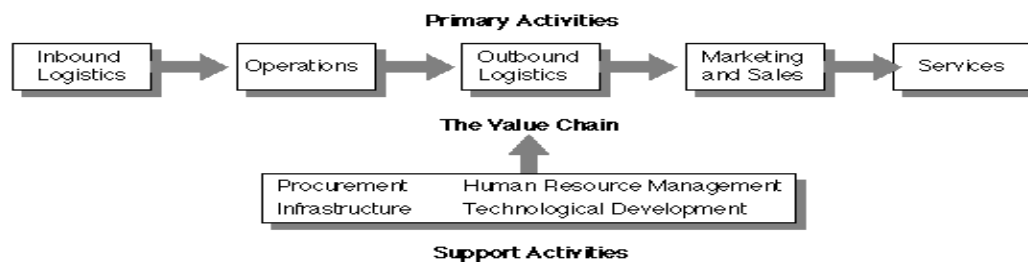 Primary Activities
Inbound Logistics
Operations
Outbound Logistics
Marketing and Sales
Services
The Value Chain
Procurement Human Resource Management
Infrastructure Technological Development
Support Activities